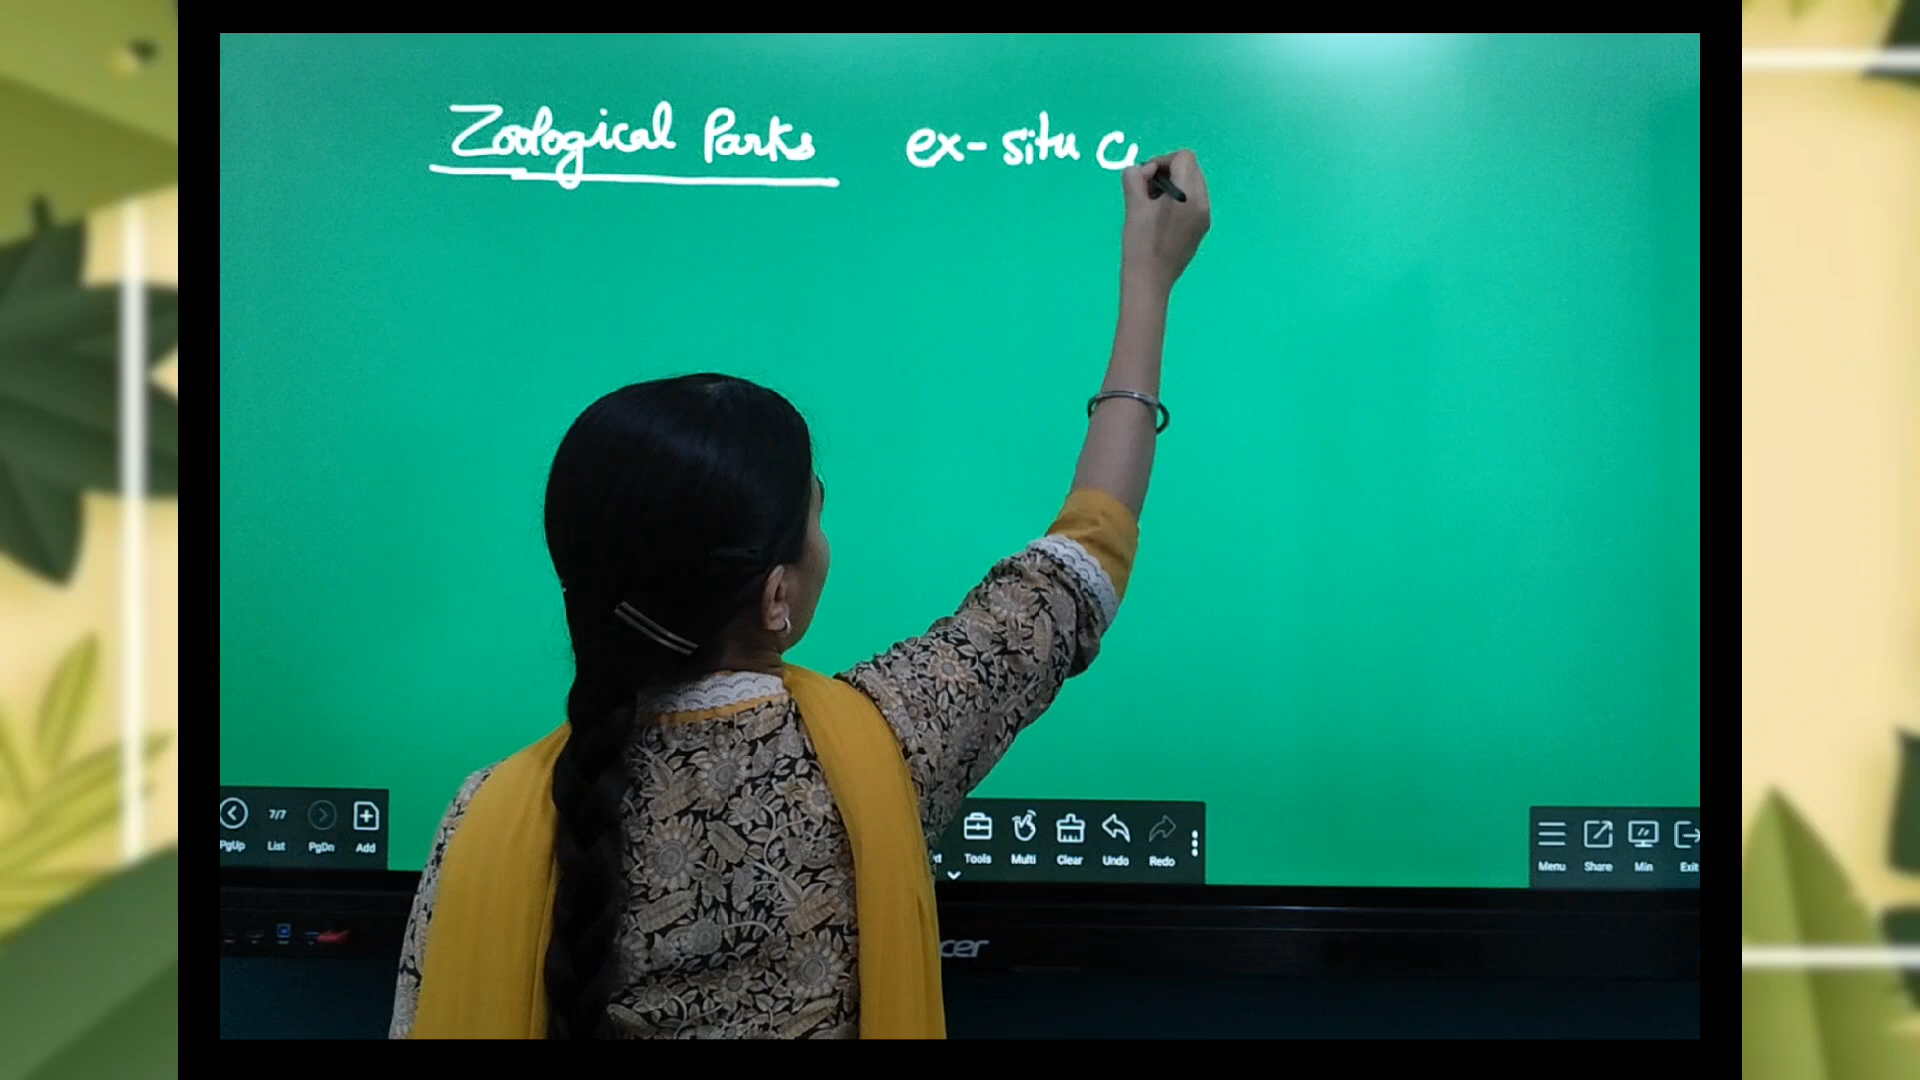 Zoological Parks ex-situ
7/7
PgUp List PgDn Add
Tools Multi Clear Undo Redo
Menu Share Min Exit